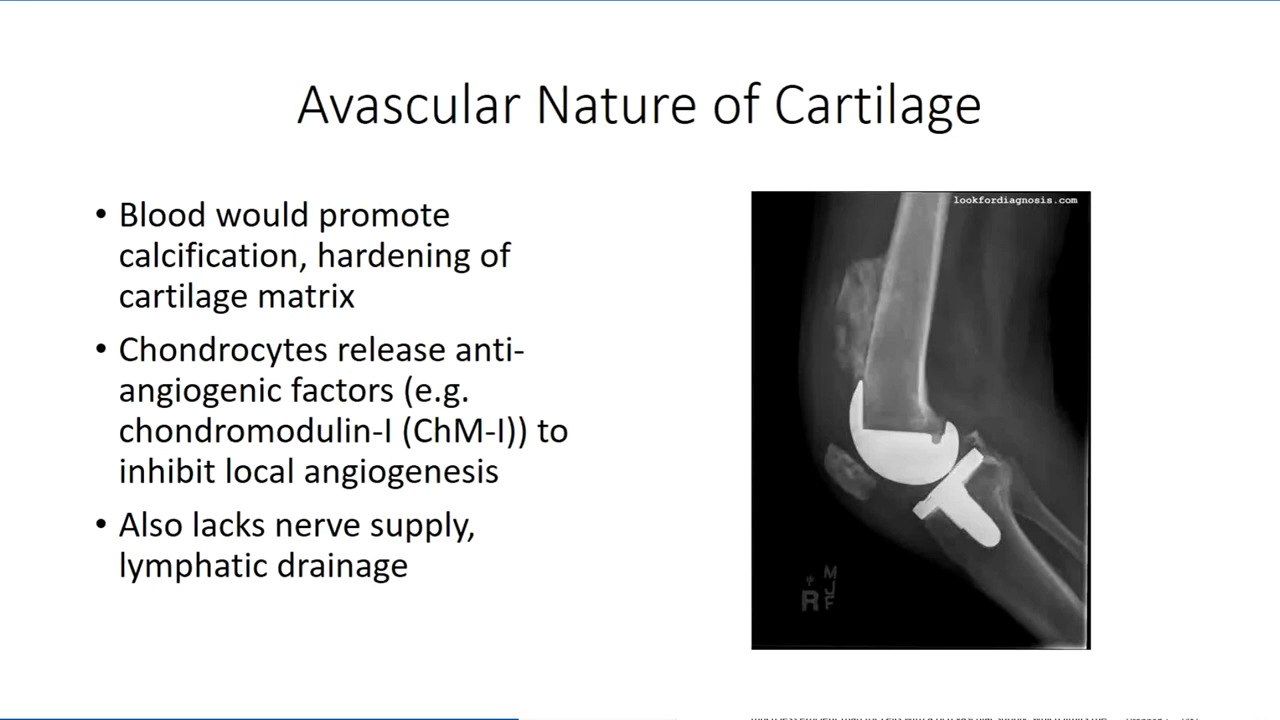 Avascular Nature of Cartilage
• Blood would promote
calcification, hardening of
cartilage matrix
• Chondrocytes release anti-
angiogenic factors (e.g.
chondromodulin-I (ChM-I)) to
inhibit local angiogenesis
• Also lacks nerve supply,
lymphatic drainage
lookfordiagnosis.com
MJF
R